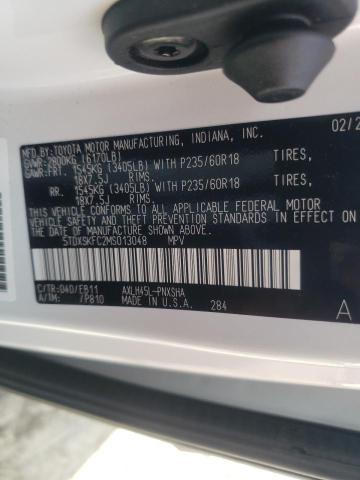 MFD. BY: TOYOTA MOTOR MANUFACTURING, INDIANA, INC. 02/2
GVWR: 2800KG (6170LB)
GAWR: FRT. 1545KG (3405LB) WITH P235/60R18 TIRES,
18X7.5J RIMS,
RR. 1545KG (3405LB) WITH P235/60R18 TIRES,
18X7.5J RIMS,
THIS VEHICLE CONFORMS TO ALL APPLICABLE FEDERAL MOTOR
VEHICLE SAFETY AND THEFT PREVENTION STANDARDS IN EFFECT ON
THE DATE OF MANUFACTURE SHOWN ABOVE.
5TDXSKFC2MS013048 MPV
C/TR:040/EB11 AXLH45L-PNXSHA A
A/TM: /P810 MADE IN U.S.A. 284